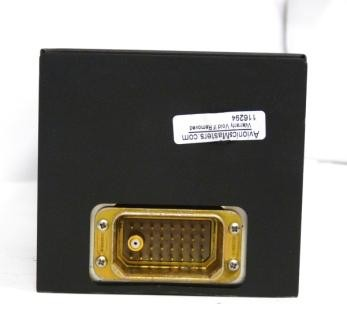 AvionicsMasters.com
Warranty Void if Removed
116294